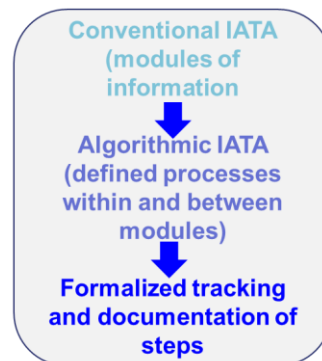 Conventional IATA
(modules of
information
Algorithmic IATA
(defined processes
within and between
modules)
Formalized tracking
and documentation of
steps